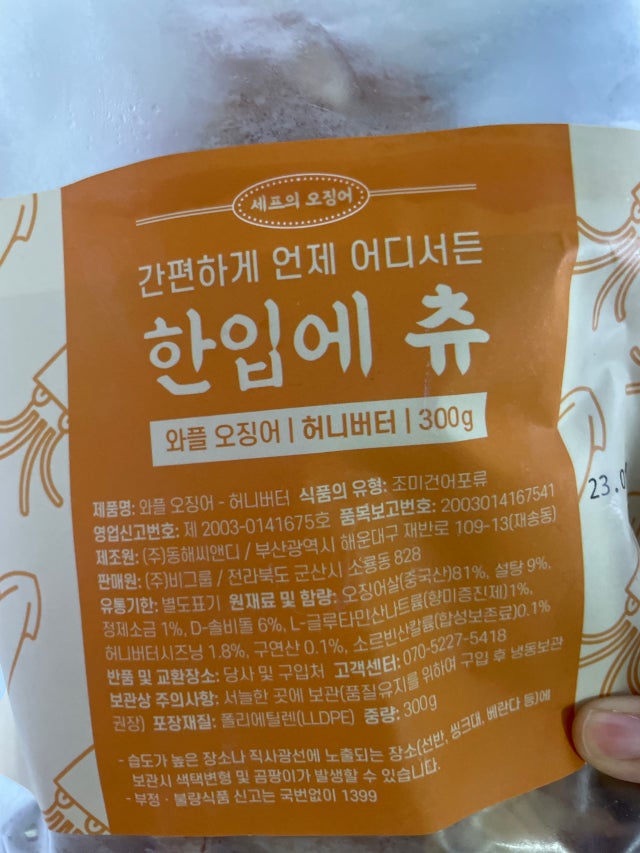 셰프의 오징어
간편하게 언제 어디서든
한입에 츄
와플 오징어 | 허니버터 | 300g
제품명: 와플 오징어 - 허니버터 식품의 유형: 조미건어포류
영업신고번호: 제 2003-0141675호 품목보고번호: 2003014167541
제조원: (주)동해씨앤디 / 부산광역시 해운대구 재반로 109-13(재송동)
판매원: (주)비그룹 / 전라북도 군산시 소룡동 828
유통기한: 별도표기 원재료 및 함량: 오징어살(중국산)81%, 설탕 9%,
정제소금 1%, D-솔비톨 6%, L-글루타민산나트륨(향미증진제)1%,
허니버터시즈닝 1.8%, 구연산 0.1%, 소르빈산칼륨(합성보존료)0.1%
반품 및 교환장소: 당사 및 구입처 고객센터: 070-5227-5418
보관상 주의사항: 서늘한 곳에 보관(품질유지를 위하여 구입 후 냉동보관
권장) 포장재질: 폴리에틸렌(LLDPE) 중량: 300g
- 습도가 높은 장소나 직사광선에 노출되는 장소(선반, 씽크대, 베란다 등)에
보관시 색택변형 및 곰팡이가 발생할 수 있습니다.
- 부정 · 불량식품 신고는 국번없이 1399
23.0